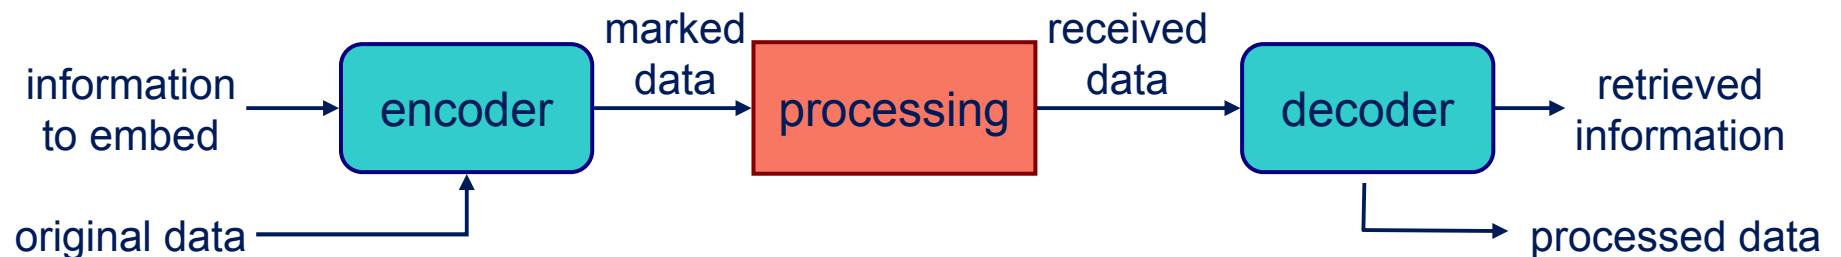 information
to embed
encoder
marked
data
processing
received
data
decoder
retrieved
information
original data
processed data